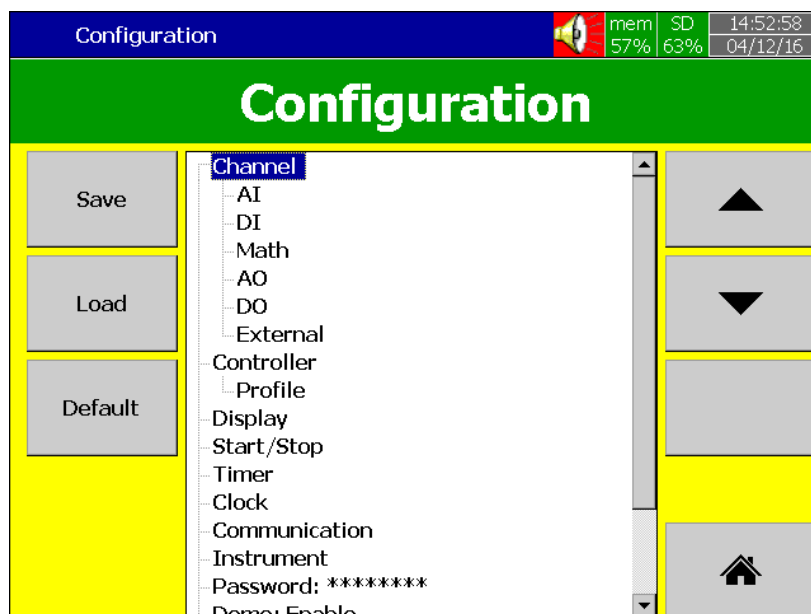 Configuration
mem SD 14:52:58
57% 63% 04/12/16
Configuration
Save
Load
Default
Channel
AI
DI
Math
AO
DO
External
Controller
Profile
Display
Start/Stop
Timer
Clock
Communication
Instrument
Password: ********
Demo: Enable